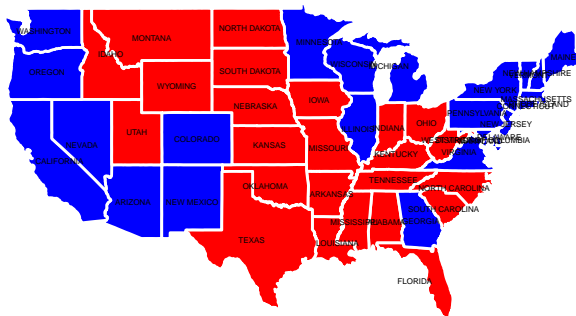 WASHINGTON
MONTANA
NORTH DAKOTA
MINNESOTA
MAINE
IDAHO
OREGON
WYOMING
SOUTH DAKOTA
WISCONSIN
MICHIGAN
NEW YORK
NEBRASKA
IOWA
MASSACHUSETTS
PENNSYLVANIA
NEW JERSEY
NEVADA
UTAH
COLORADO
KANSAS
MISSOURI
ILLINOIS
INDIANA
OHIO
CALIFORNIA
KENTUCKY
VIRGINIA
ARIZONA
NEW MEXICO
OKLAHOMA
ARKANSAS
TENNESSEE
NORTH CAROLINA
SOUTH CAROLINA
TEXAS
LOUISIANA
MISSISSIPPI
ALABAMA
GEORGIA
FLORIDA